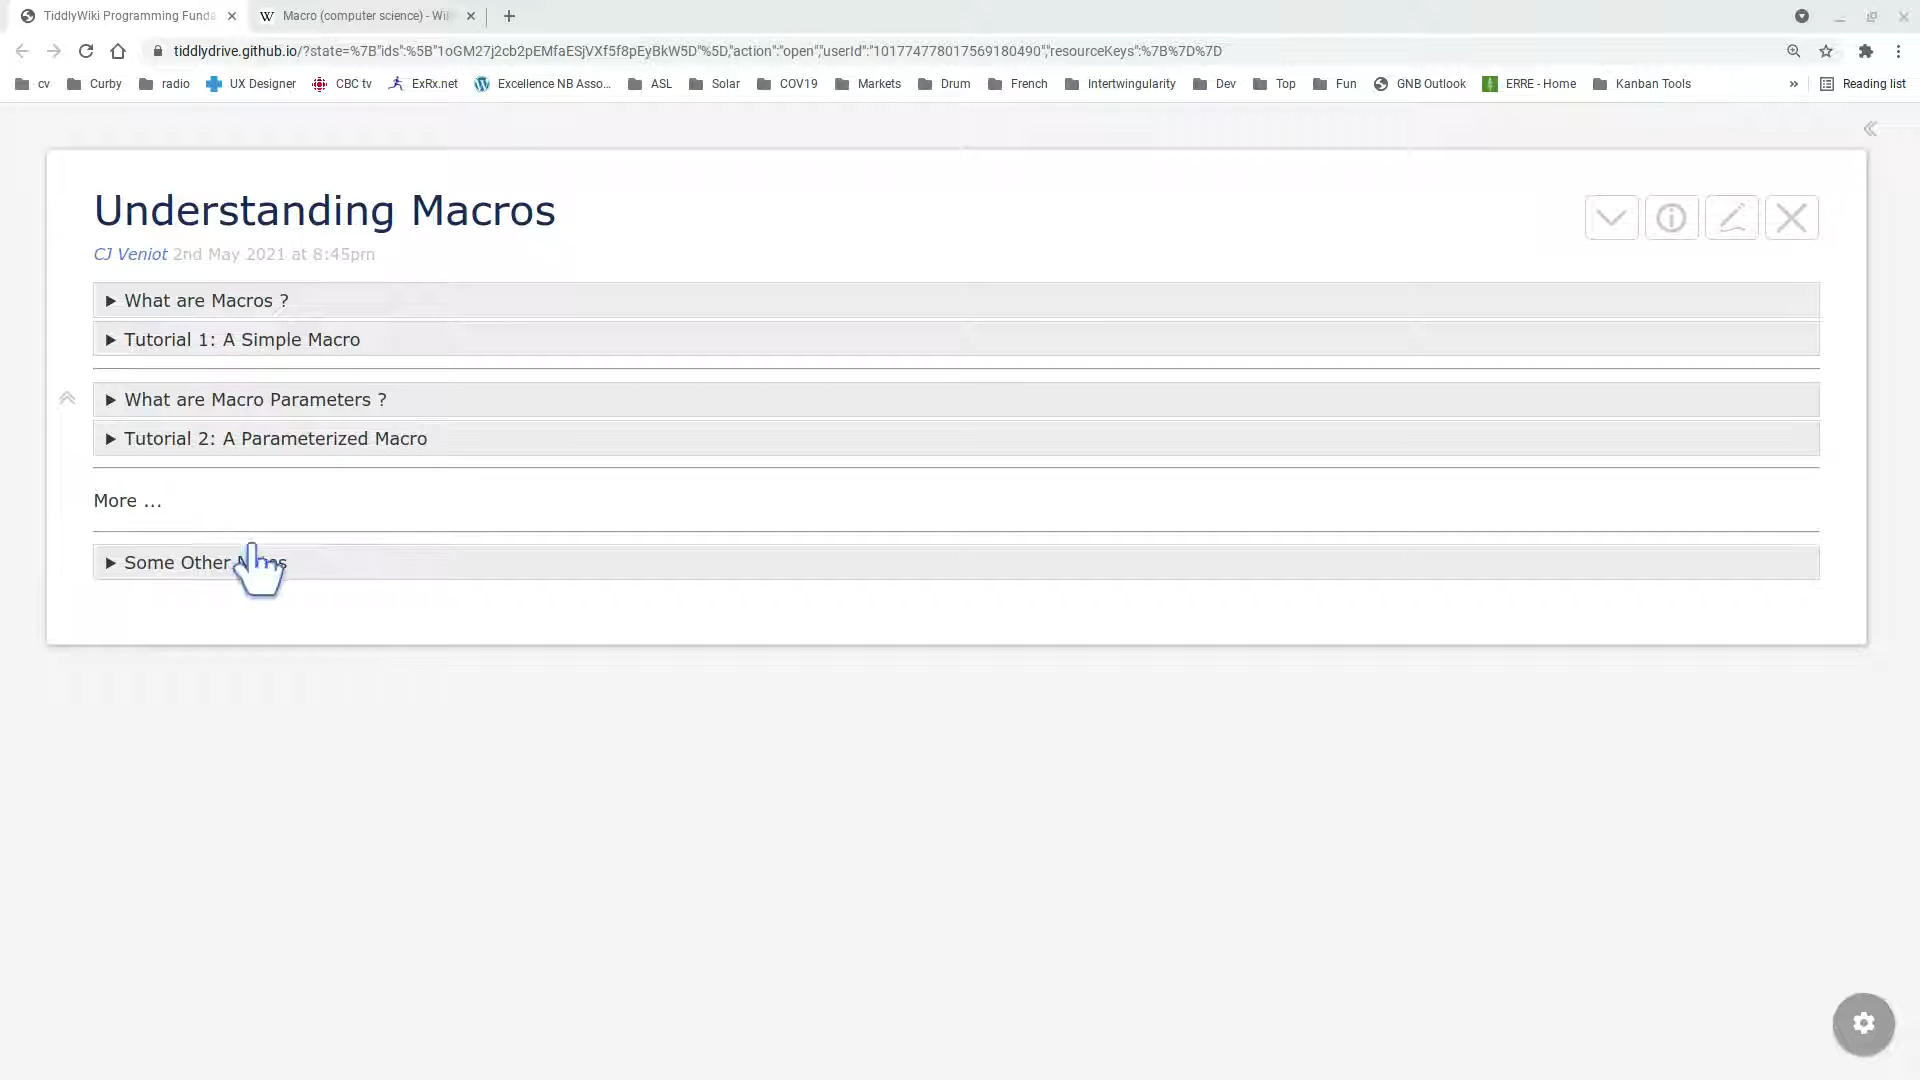 TiddlyWiki Programming Funda
Macro (computer science) - Wi
tiddlydrive.github.io/?state=%7B"ids":%5B"1oGM27j2cb2pEMfaESjVXf5f8pEyBkW5D"%5D,"action":"open","userId":"101774778017569180490","resourceKeys":%7B%7D%7D
cv Curby radio UX Designer CBC tv ExRx.net Excellence NB Asso... ASL Solar COV19 Markets Drum French Intertwingularity Dev Top Fun GNB Outlook ERRE - Home Kanban Tools » Reading list
Understanding Macros
CJ Veniot 2nd May 2021 at 8:45pm
What are Macros ?
Tutorial 1: A Simple Macro
What are Macro Parameters ?
Tutorial 2: A Parameterized Macro
More ...
Some Other